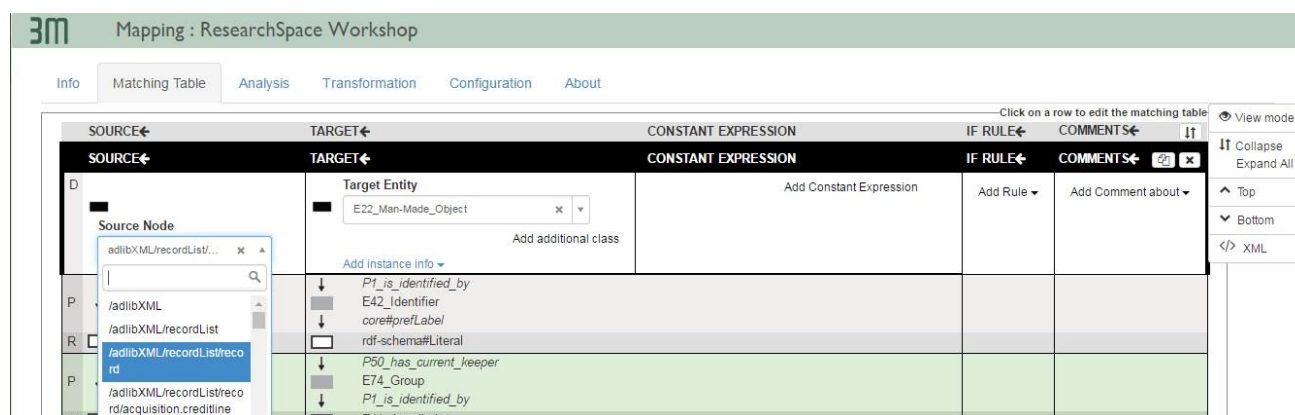 3M Mapping : ResearchSpace Workshop
Info Matching Table Analysis Transformation Configuration About
Click on a row to edit the matching table
SOURCE← TARGET← CONSTANT EXPRESSION IF RULE← COMMENTS←
SOURCE← TARGET← CONSTANT EXPRESSION IF RULE← COMMENTS←
View mode
Collapse
Expand All
Top
Bottom
XML
D
Source Node
adlibXML/recordList/...
/adlibXML
/adlibXML/recordList
/adlibXML/recordList/reco
rd
/adlibXML/recordList/reco
rd/acquisition.creditline
Target Entity
E22_Man-Made_Object
Add additional class
Add instance info
Add Constant Expression
Add Rule
Add Comment about
P
P1_is_identified_by
E42_Identifier
core#prefLabel
R
rdf-schema#Literal
P
P50_has_current_keeper
E74_Group
P1_is_identified_by